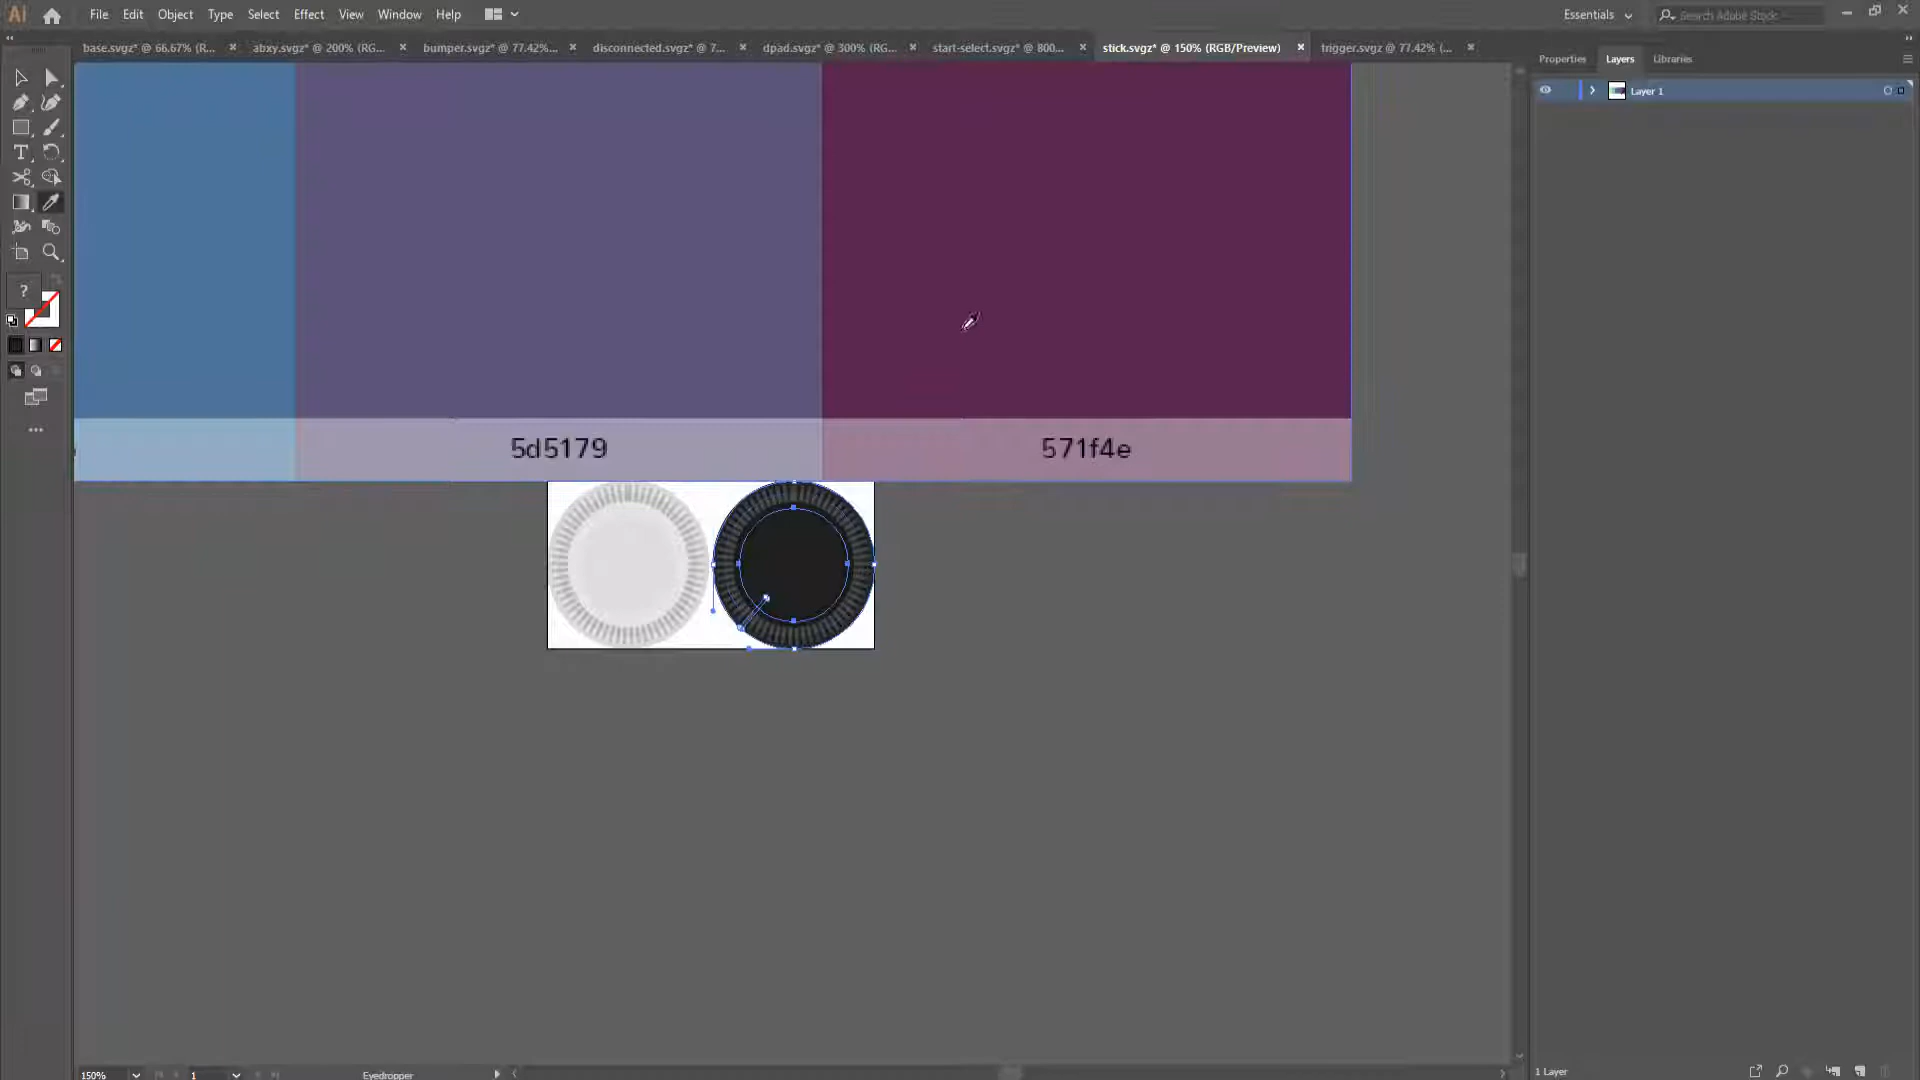 Ai File Edit Object Type Select Effect View Window Help Essentials Search Adobe Stock
base.svgz* @ 66.67% (R... abxy.svgz* @ 200% (RG... bumper.svgz* @ 77.42%... disconnected.svgz* @ 7... dpad.svgz* @ 300% (RG... start-select.svgz* @ 800... stick.svgz* @ 150% (RGB/Preview) trigger.svgz @ 77.42% (...
Properties Layers Libraries
Layer 1
T
?
5d5179 571f4e
150% 1 Eyedropper 1 Layer